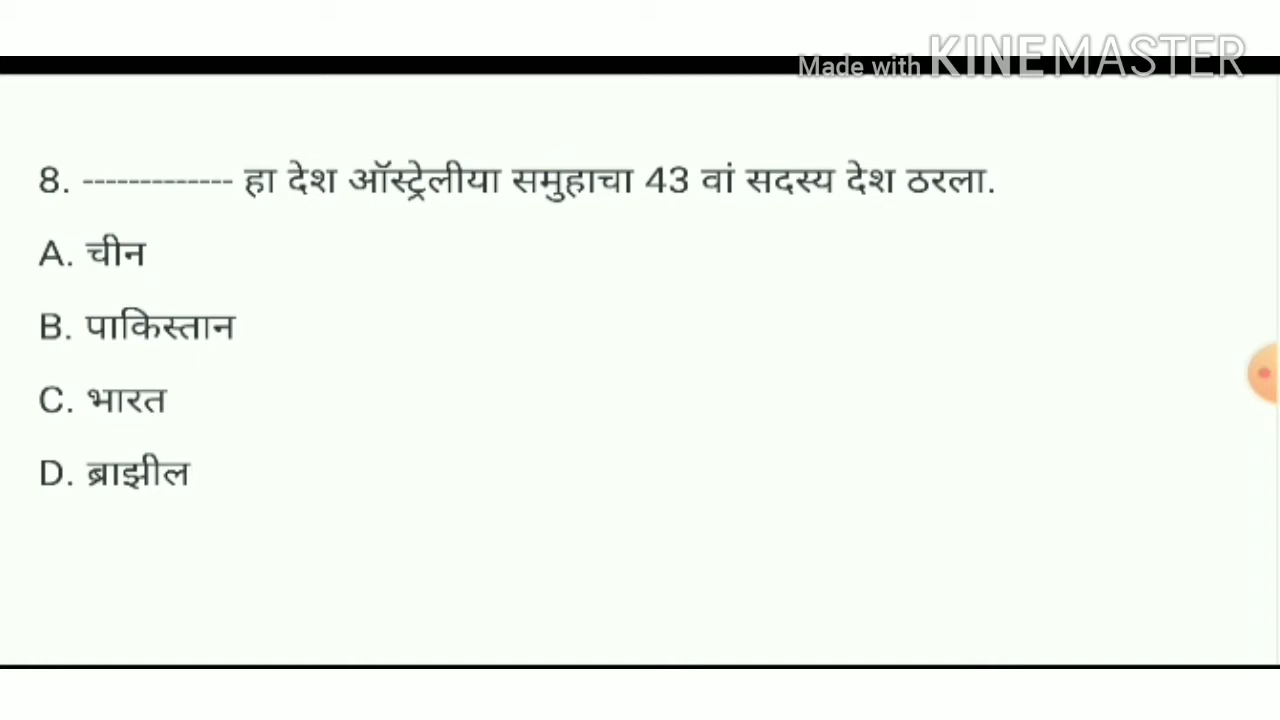 Made with KINEMASTER
8. ------------- हा देश ऑस्ट्रेलीया समुहाचा 43 वां सदस्य देश ठरला.
A. चीन
B. पाकिस्तान
C. भारत
D. ब्राझील